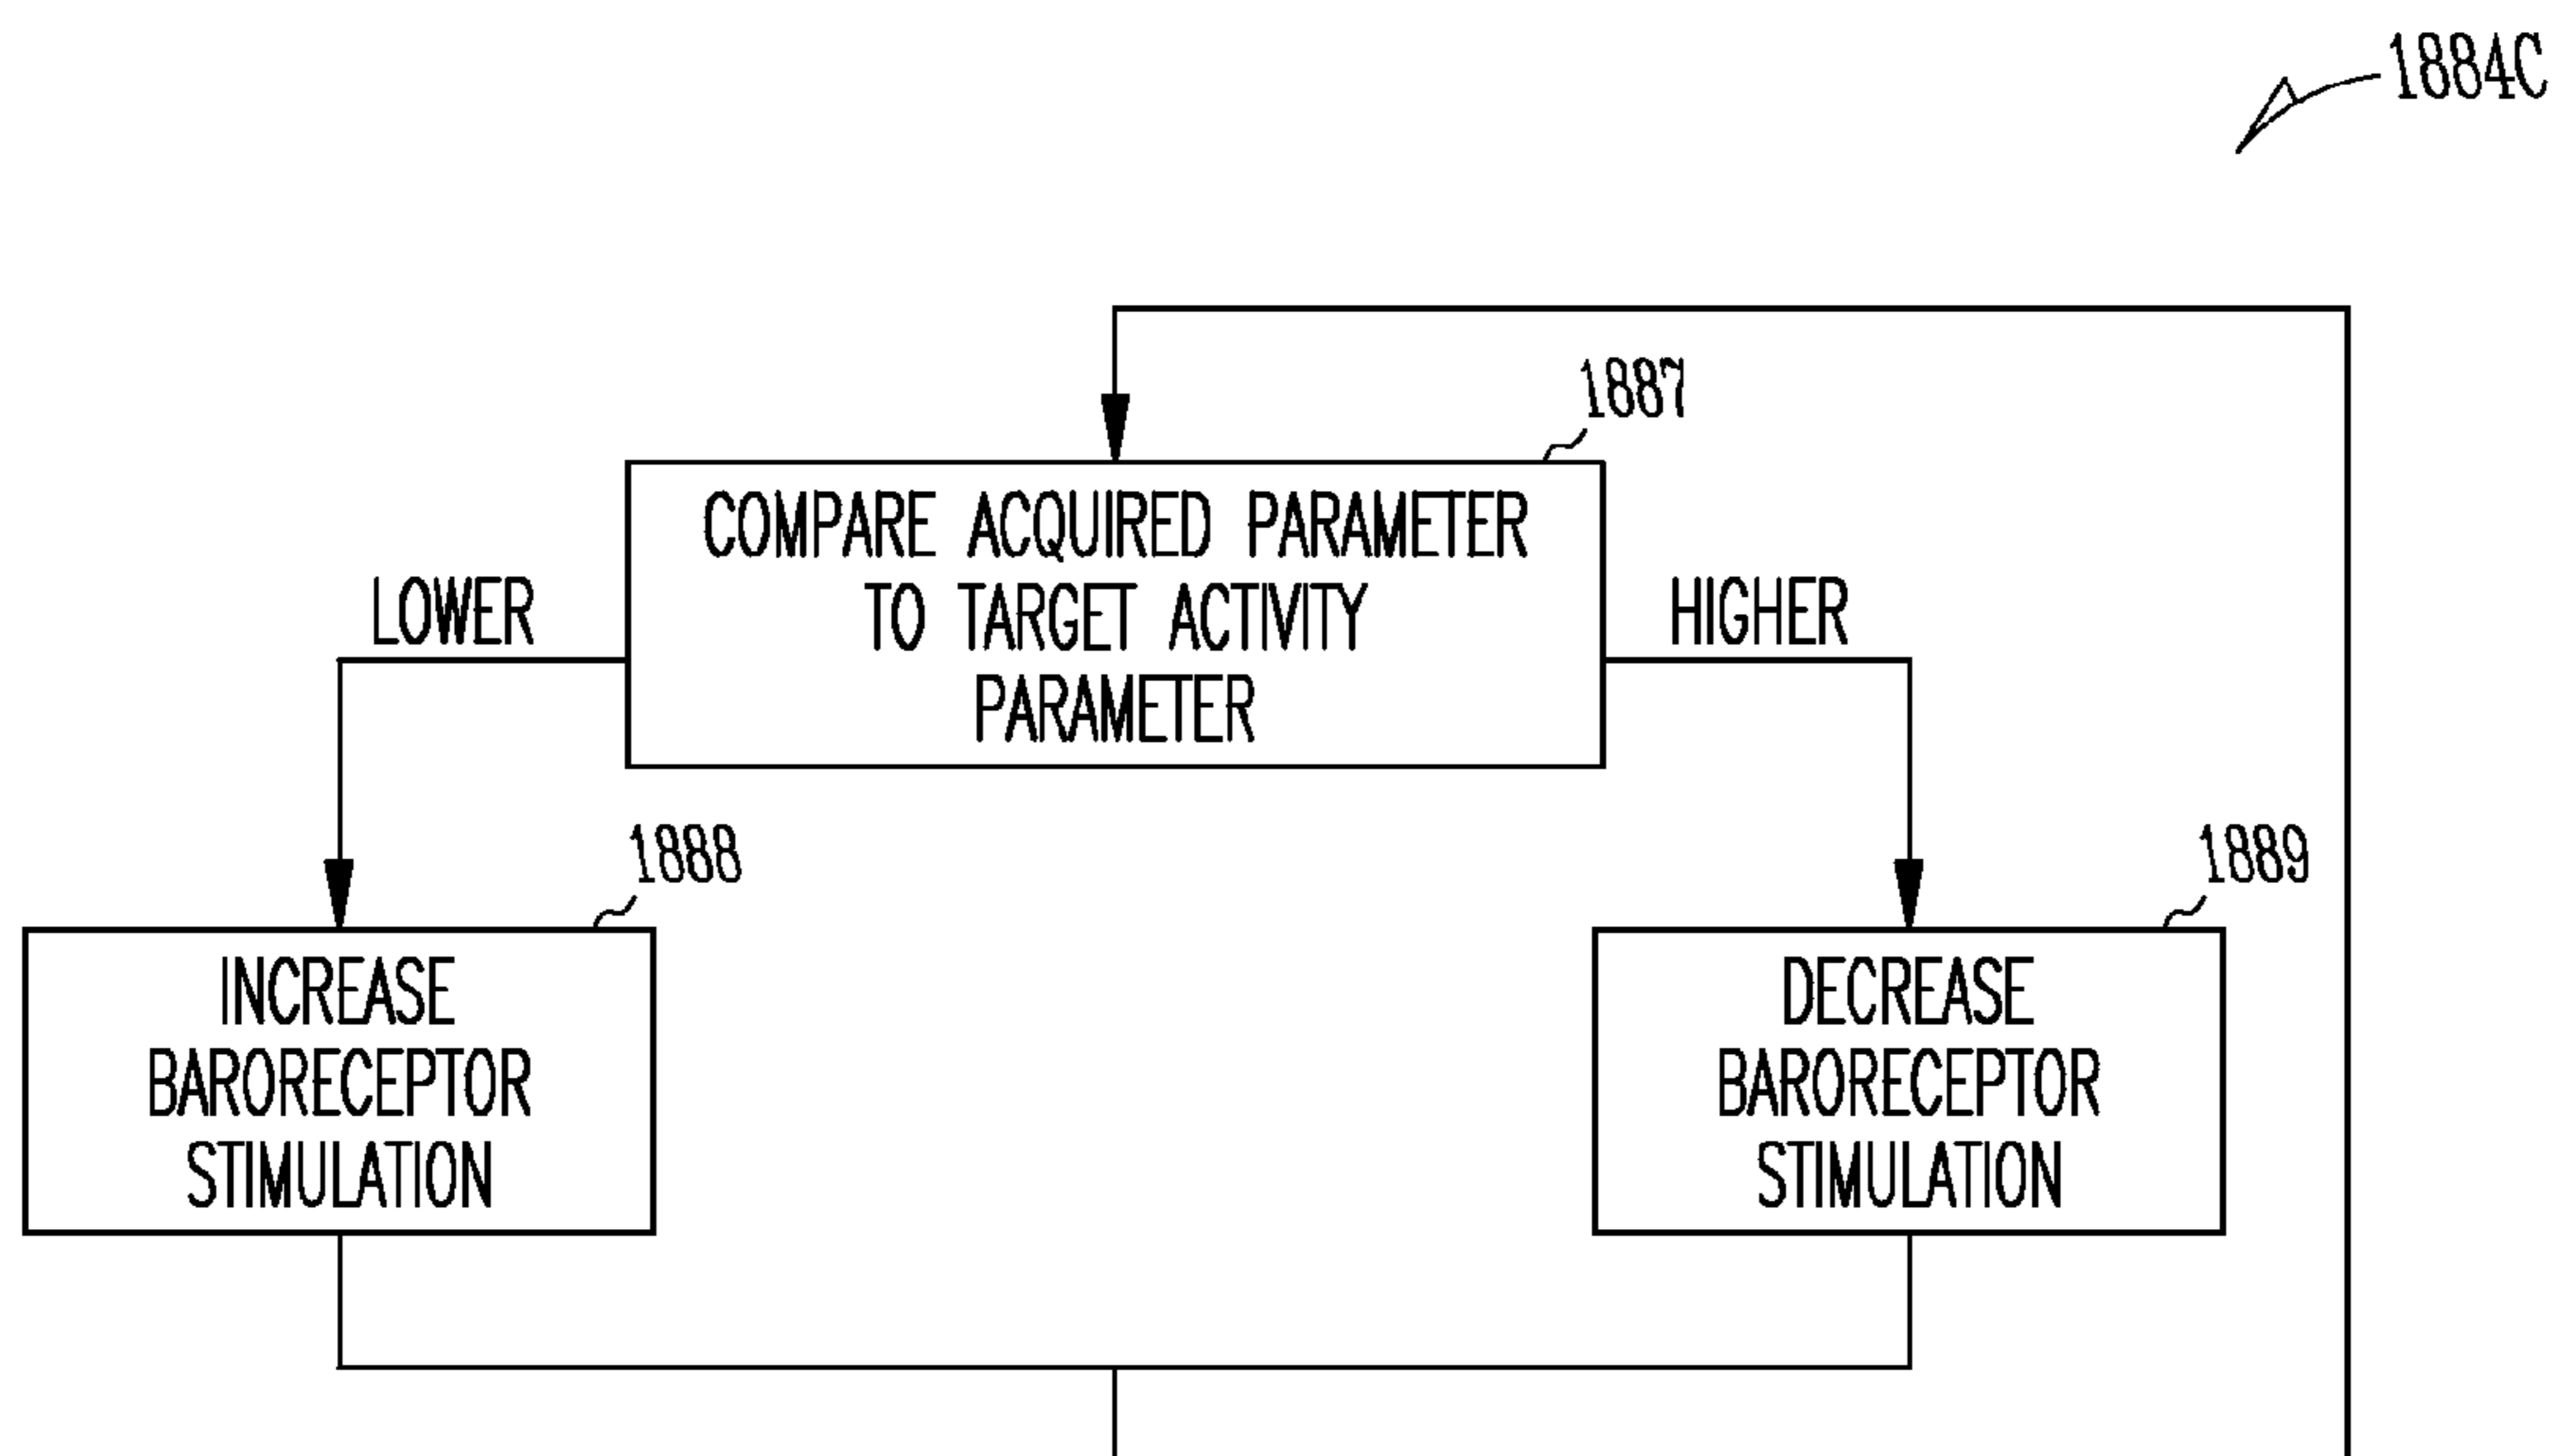 1884C
1887
COMPARE ACQUIRED PARAMETER
TO TARGET ACTIVITY
PARAMETER
LOWER
HIGHER
1888
INCREASE
BARORECEPTOR
STIMULATION
1889
DECREASE
BARORECEPTOR
STIMULATION